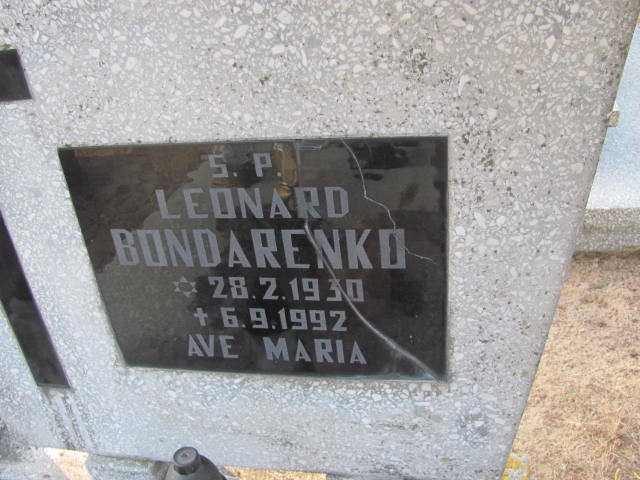 S. P.
LEONARD
BONDARENKO
✡ 28.2.1930
✝ 6.9.1992
AVE MARIA